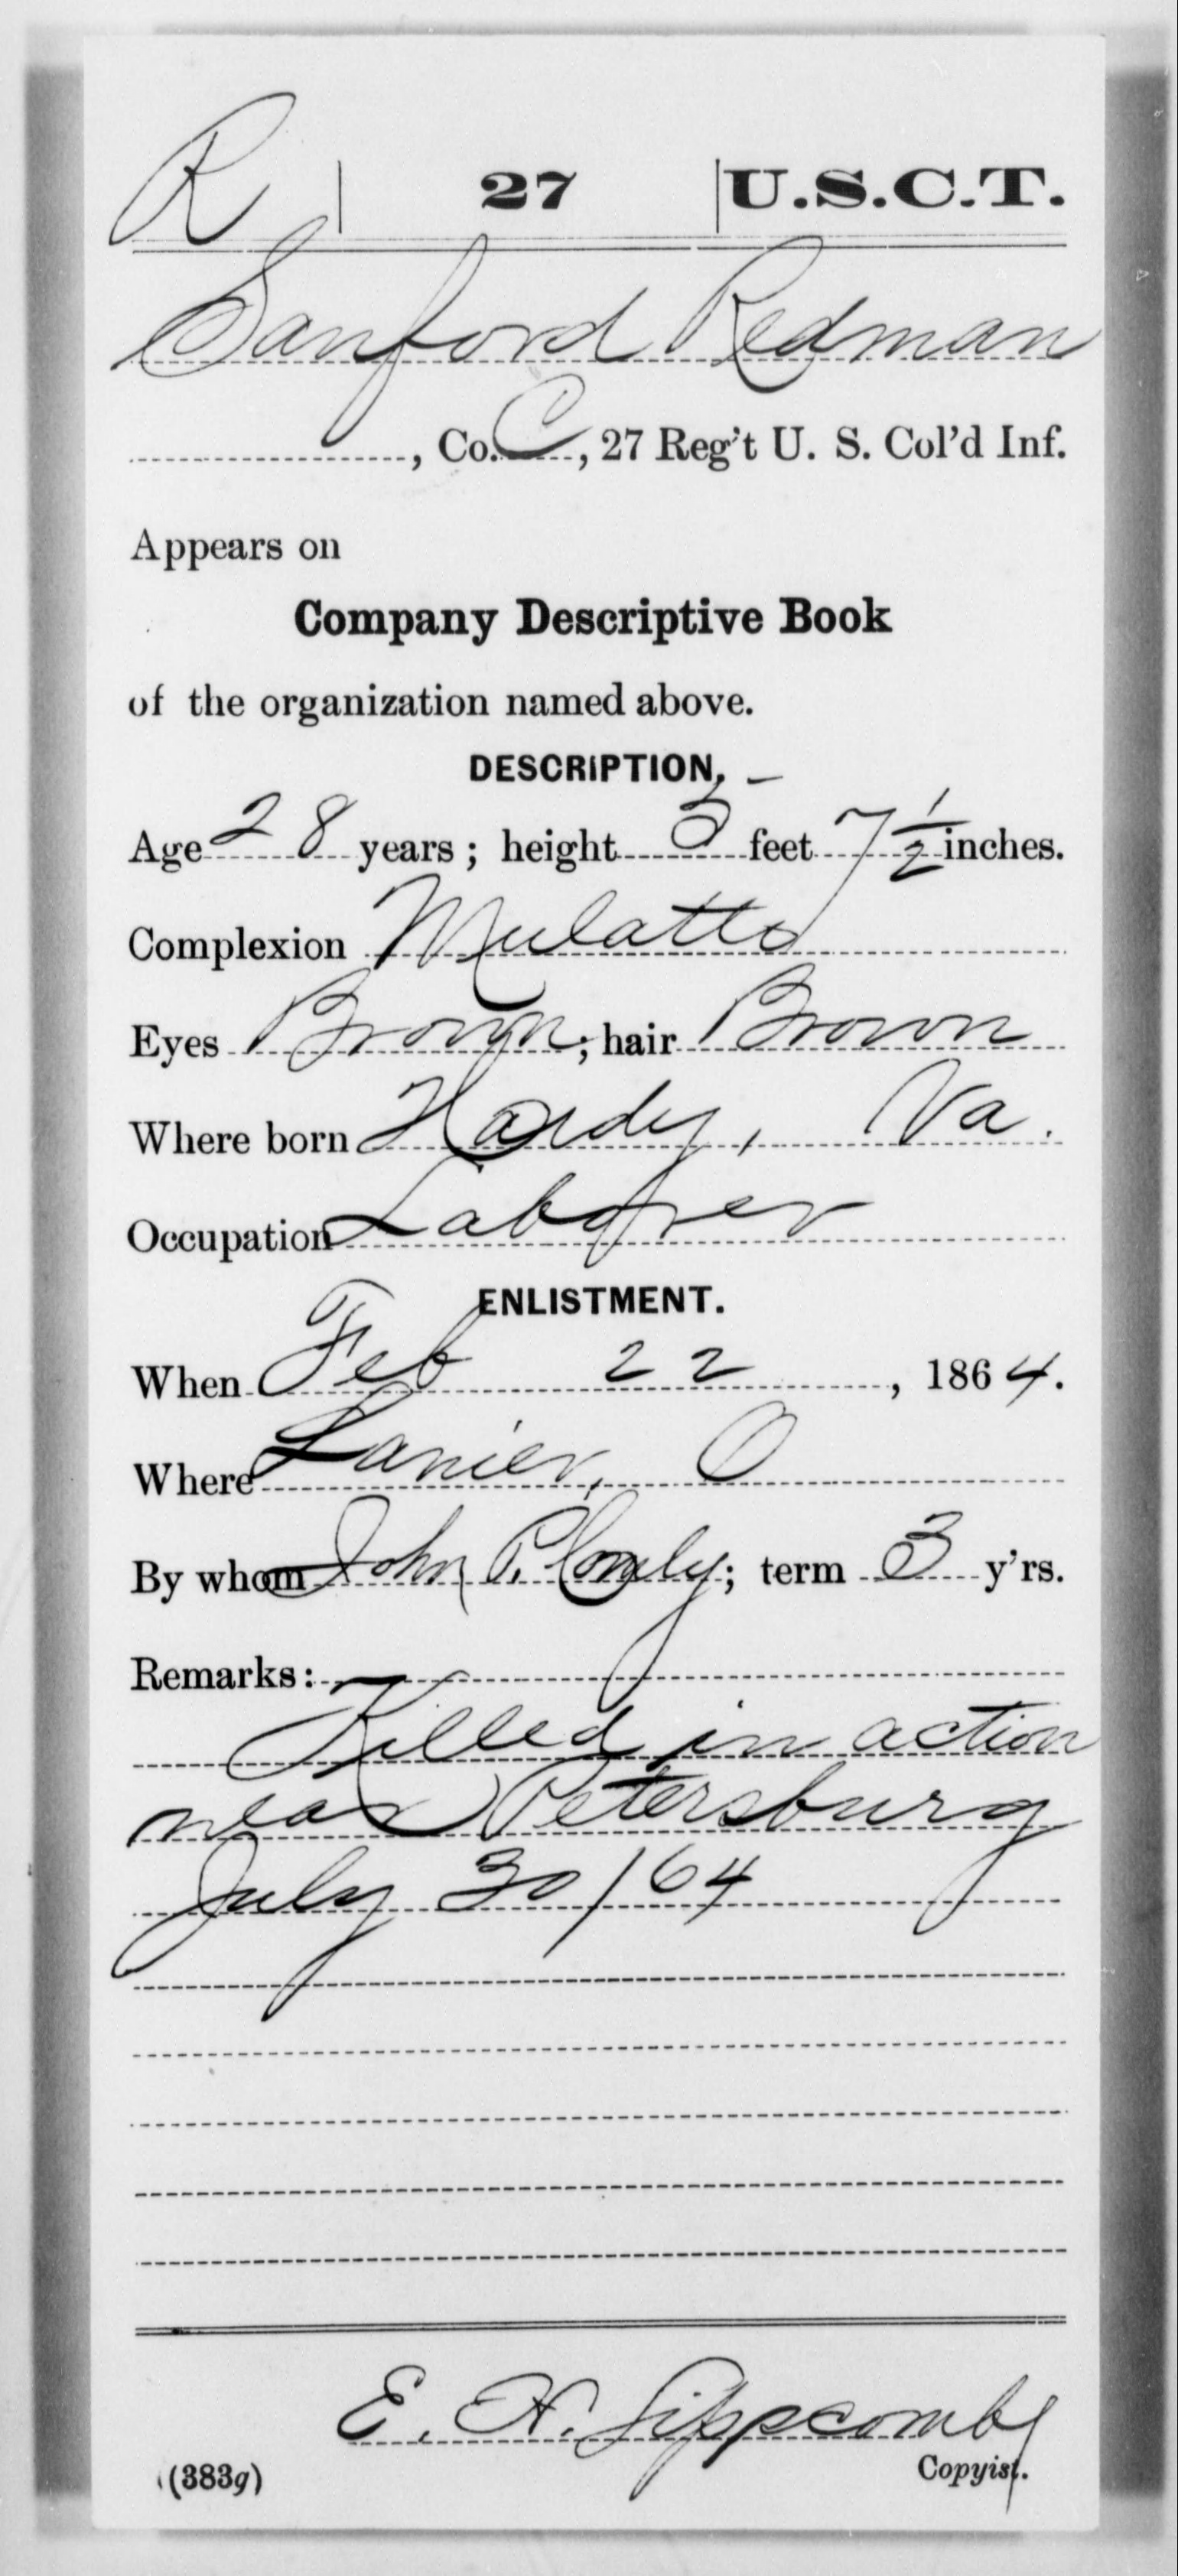 R 27 U.S.C.T.
Sanford Redman
, Co. C, 27 Reg't U. S. Col'd Inf.
Appears on
Company Descriptive Book
of the organization named above.
DESCRIPTION.
Age 28 years; height 5 feet 7 1/2 inches.
Complexion Mulatto
Eyes Brown; hair Brown
Where born Hardy, Va.
Occupation Laborer
ENLISTMENT.
When Feb 22, 1864.
Where Lanier, O
By whom John P. ; term 3 y'rs.
Remarks:
Killed in action
near Petersburg
July 30/64
E. H. Lippscomb
(383g) Copyist.